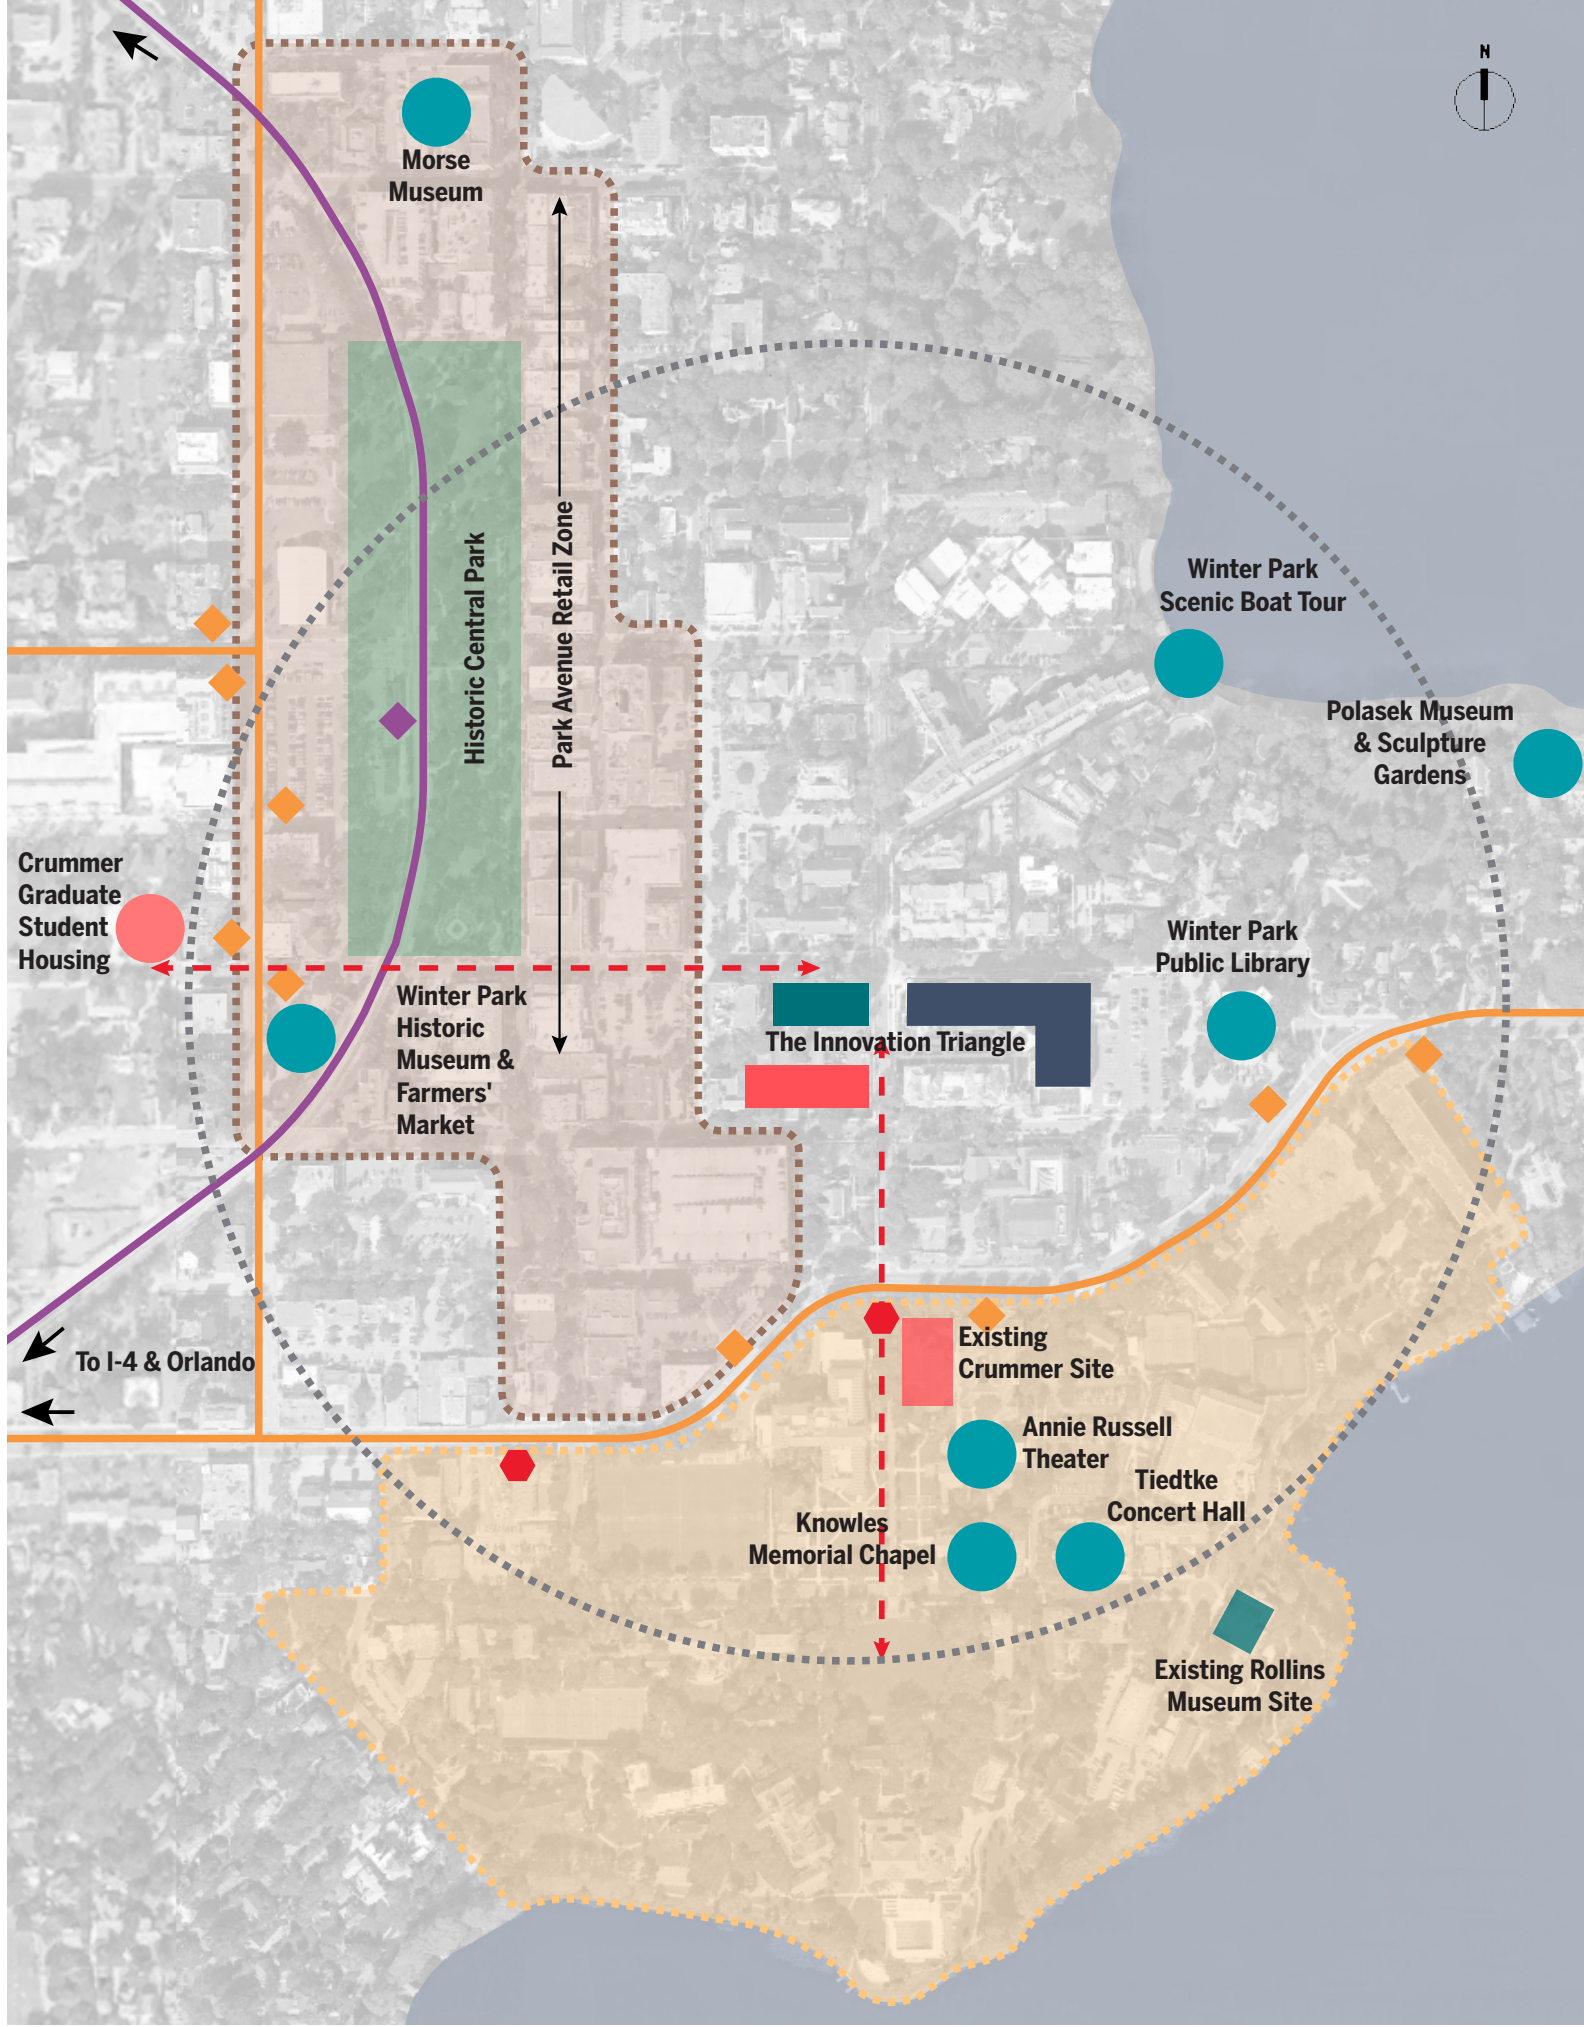 N
Morse
Museum
Historic Central Park
Park Avenue Retail Zone
Winter Park
Scenic Boat Tour
Polasek Museum
& Sculpture
Gardens
Crummer
Graduate
Student
Housing
Winter Park
Public Library
Winter Park
Historic
Museum &
Farmers'
Market
The Innovation Triangle
To I-4 & Orlando
Existing
Crummer Site
Annie Russell
Theater
Tiedtke
Concert Hall
Knowles
Memorial Chapel
Existing Rollins
Museum Site